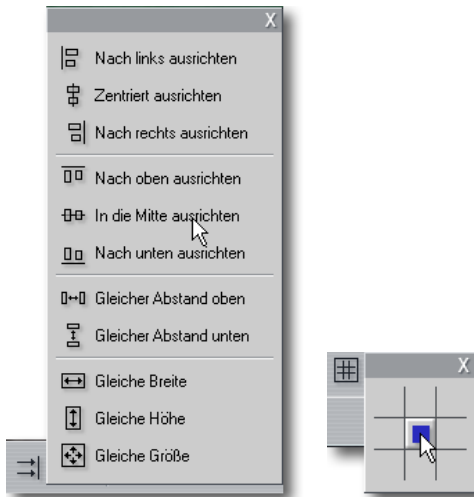 X
Nach links ausrichten
Zentriert ausrichten
Nach rechts ausrichten
Nach oben ausrichten
In die Mitte ausrichten
Nach unten ausrichten
Gleicher Abstand oben
Gleicher Abstand unten
Gleiche Breite
Gleiche Höhe
Gleiche Größe
X